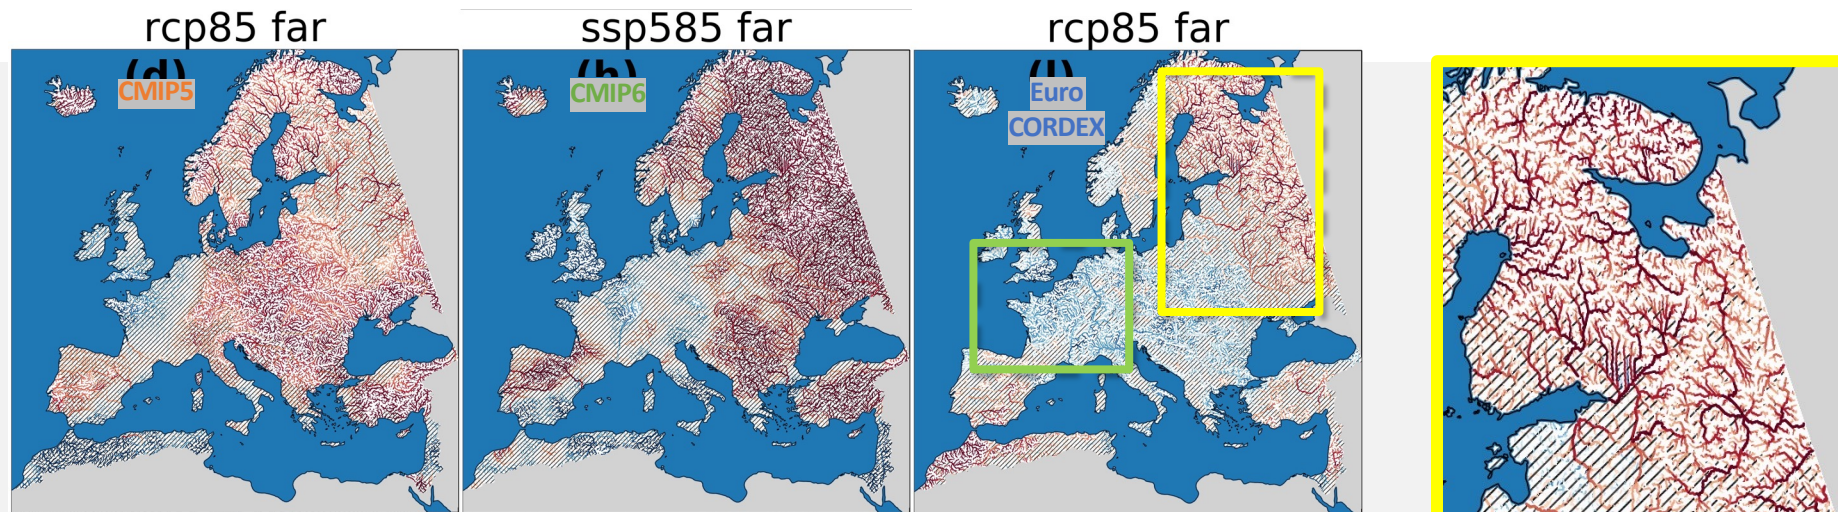 rcp85 far
ssp585 far
rcp85 far
(d)
CMIP5
(h)
CMIP6
(l)
Euro
CORDEX